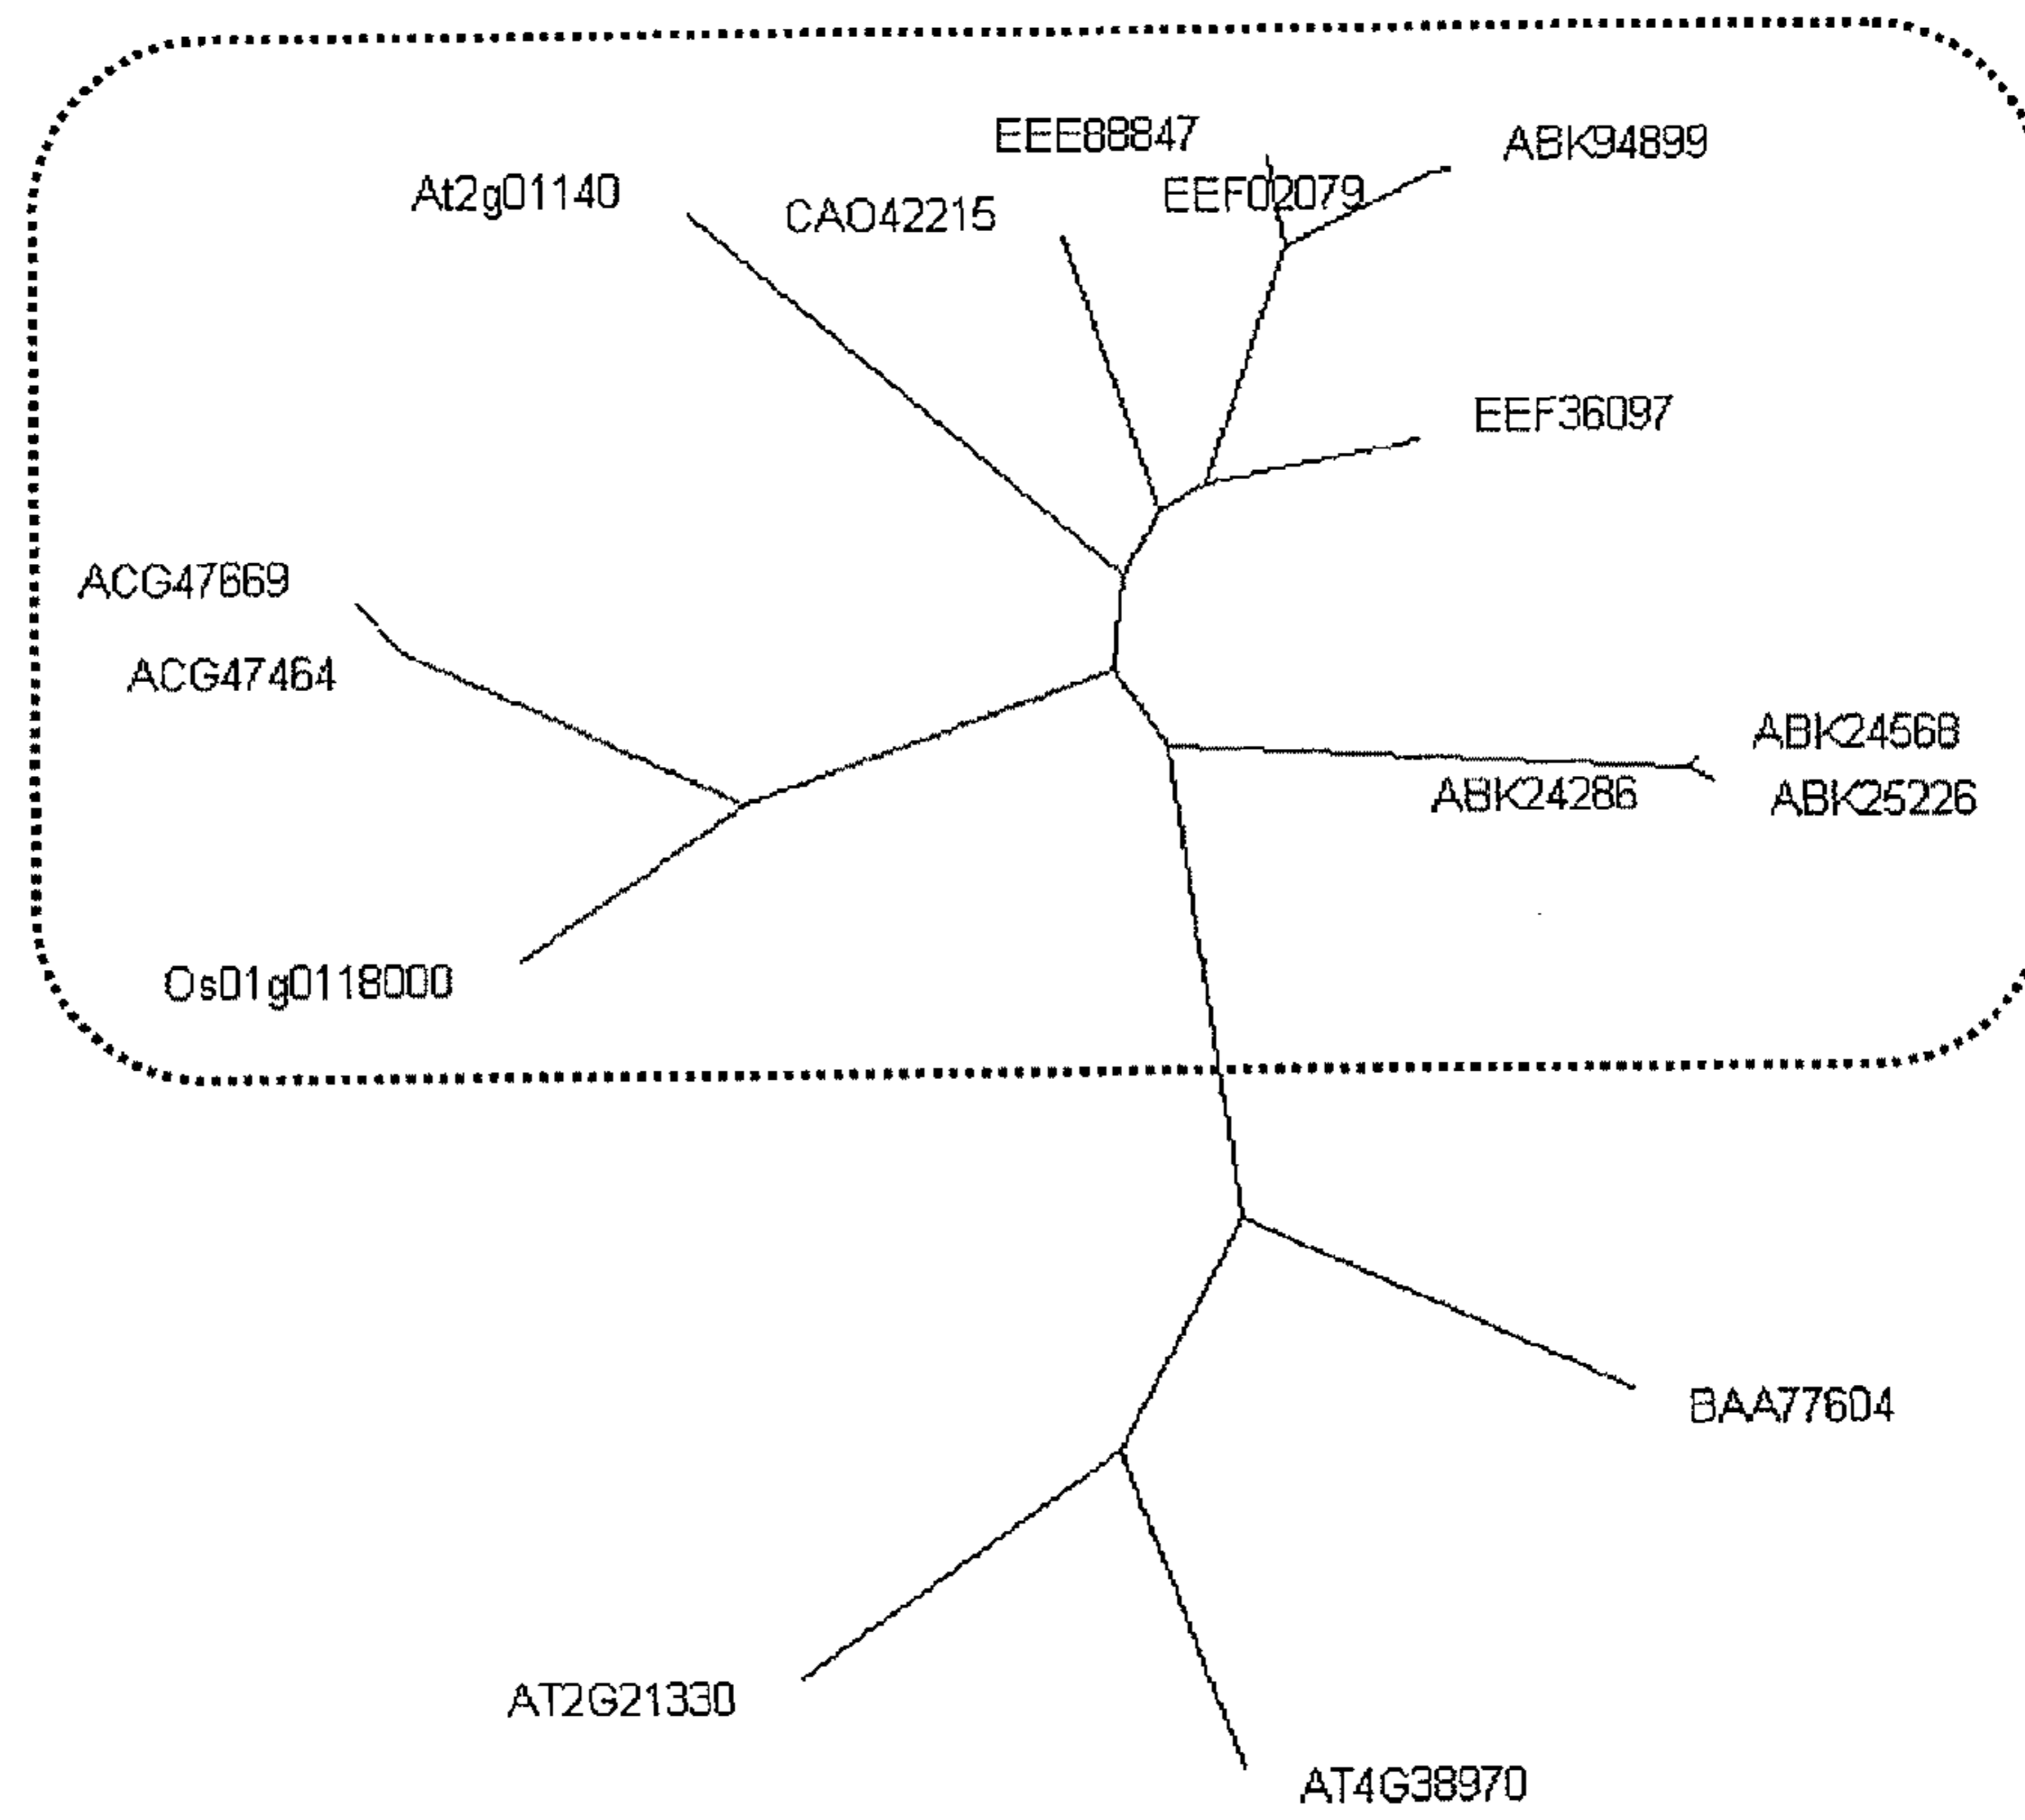 EEE88847
ABK94899
At2g01140
EEF02079
CAO42215
EEF36097
ACG47669
ACG47464
ABK24568
ABK24286
ABK25226
Os01g0118000
BAA77604
AT2G21330
AT4G38970